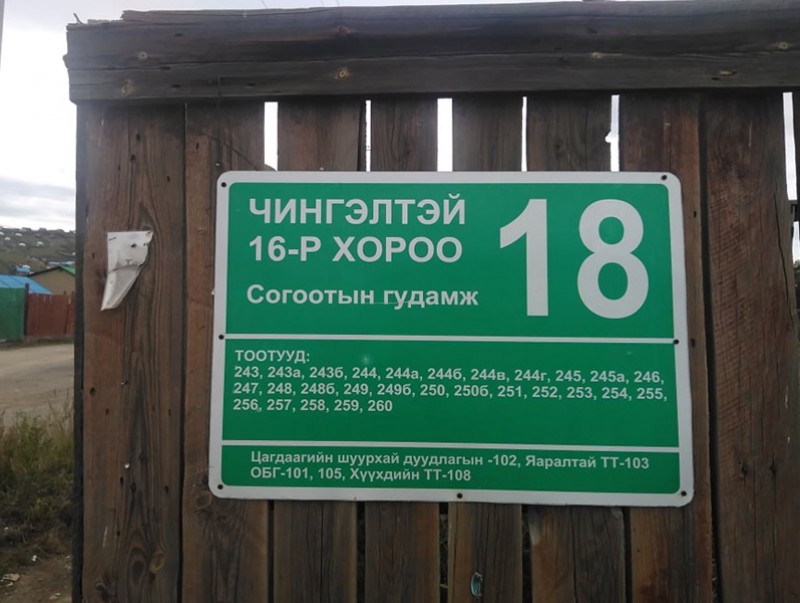 ЧИНГЭЛТЭЙ
16-Р ХОРОО
18
Согоотын гудамж
ТООТУУД:
243, 243а, 243б, 244, 244а, 244б, 244в, 244г, 245, 245а, 246,
247, 248, 248б, 249, 249б, 250, 250б, 251, 252, 253, 254, 255,
256, 257, 258, 259, 260
Цагдаагийн шуурхай дуудлагын -102, Яаралтай ТТ-103
ОБГ-101, 105, Хүүхдийн ТТ-108